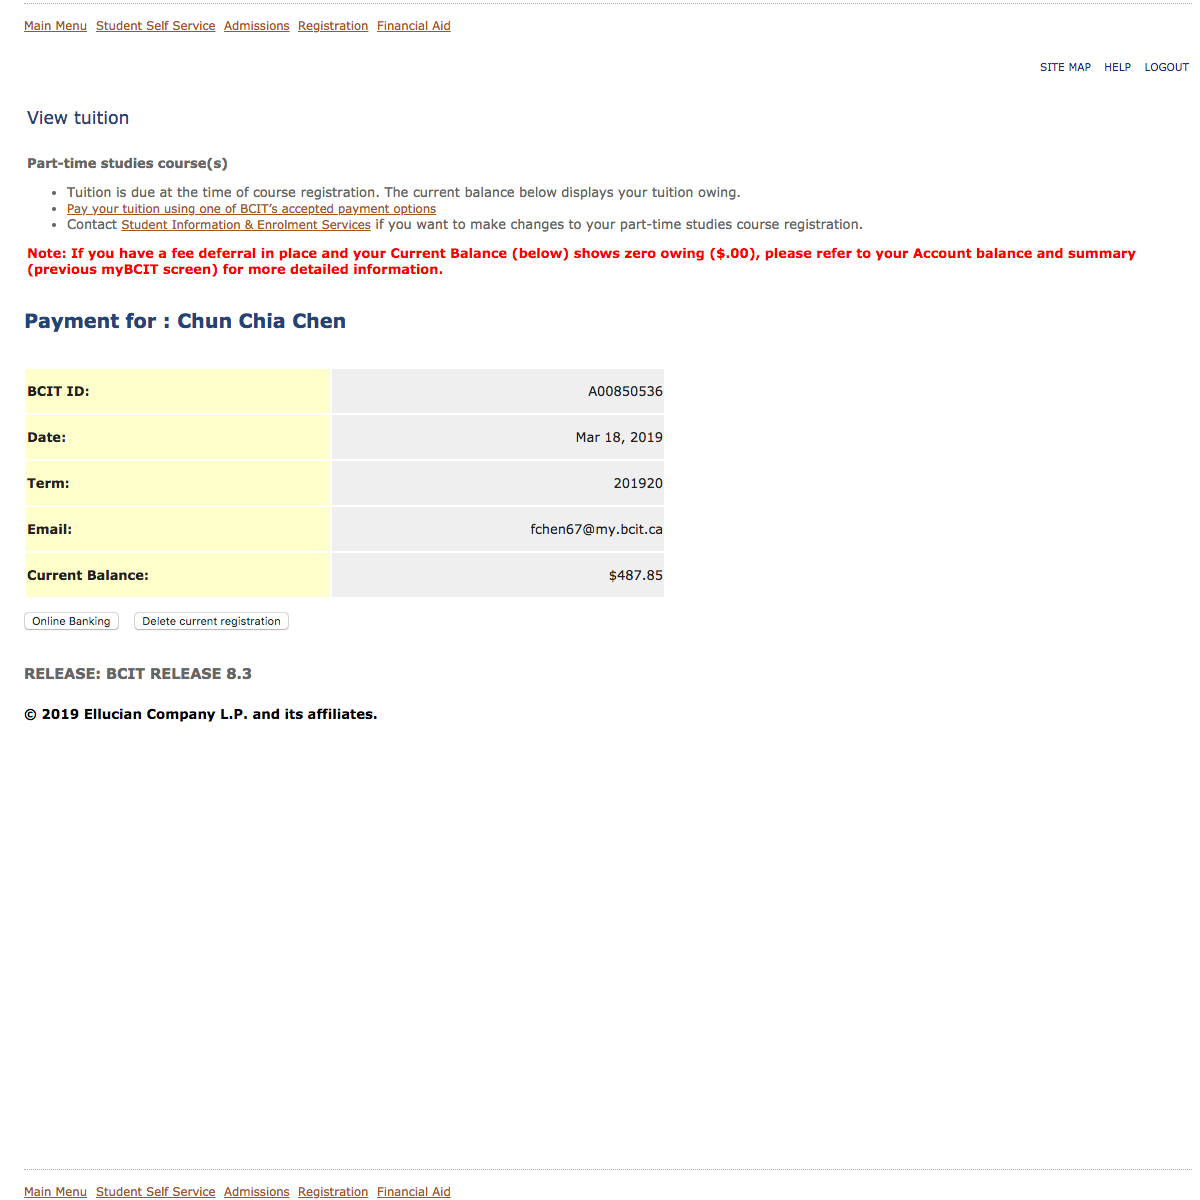 Main Menu Student Self Service Admissions Registration Financial Aid
SITE MAP HELP LOGOUT
View tuition
Part-time studies course(s)
• Tuition is due at the time of course registration. The current balance below displays your tuition owing.
• Pay your tuition using one of BCIT’s accepted payment options
• Contact Student Information & Enrolment Services if you want to make changes to your part-time studies course registration.
Note: If you have a fee deferral in place and your Current Balance (below) shows zero owing ($.00), please refer to your Account balance and summary
(previous myBCIT screen) for more detailed information.
Payment for : Chun Chia Chen
BCIT ID: A00850536
Date: Mar 18, 2019
Term: 201920
Email: fchen67@my.bcit.ca
Current Balance: $487.85
Online Banking Delete current registration
RELEASE: BCIT RELEASE 8.3
© 2019 Ellucian Company L.P. and its affiliates.
Main Menu Student Self Service Admissions Registration Financial Aid